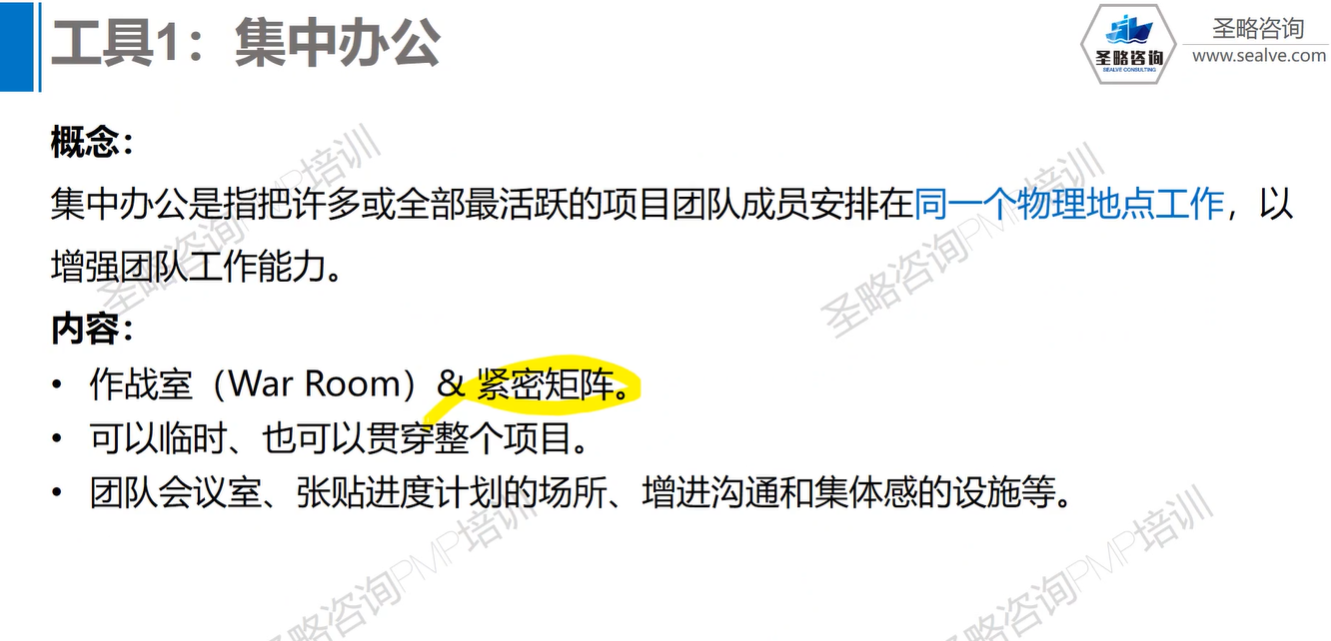 工具1：集中办公
圣略咨询
SEALVE CONSULTING
圣略咨询
www.sealve.com
概念：
集中办公是指把许多或全部最活跃的项目团队成员安排在同一个物理地点工作，以
增强团队工作能力。
内容：
• 作战室（War Room）& 紧密矩阵。
• 可以临时、也可以贯穿整个项目。
• 团队会议室、张贴进度计划的场所、增进沟通和集体感的设施等。
圣略咨询PMP培训
圣略咨询PMP培训
圣略咨询PMP培训
圣略咨询PMP培训